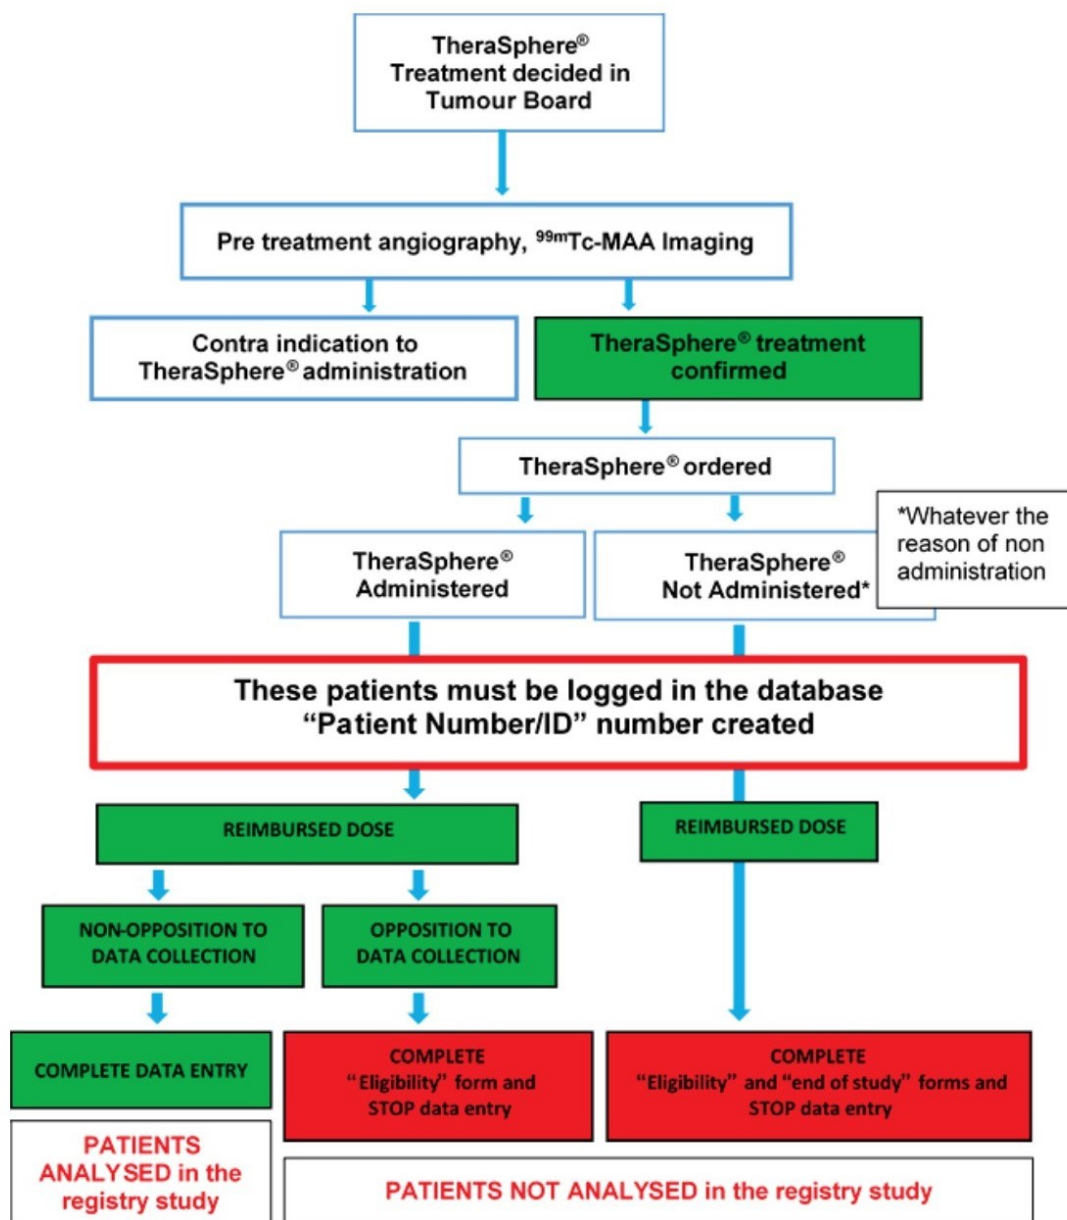 TheraSphere®
Treatment decided in
Tumour Board
Pre treatment angiography, ⁹⁹ᵐTc-MAA Imaging
Contra indication to
TheraSphere® administration
TheraSphere® treatment
confirmed
TheraSphere® ordered
TheraSphere®
Administered
TheraSphere®
Not Administered*
*Whatever the
reason of non
administration
These patients must be logged in the database
“Patient Number/ID” number created
REIMBURSED DOSE
REIMBURSED DOSE
NON-OPPOSITION TO
DATA COLLECTION
OPPOSITION TO
DATA COLLECTION
COMPLETE DATA ENTRY
COMPLETE
“Eligibility” form and
STOP data entry
COMPLETE
“Eligibility” and “end of study” forms and
STOP data entry
PATIENTS
ANALYSED in the
registry study
PATIENTS NOT ANALYSED in the registry study